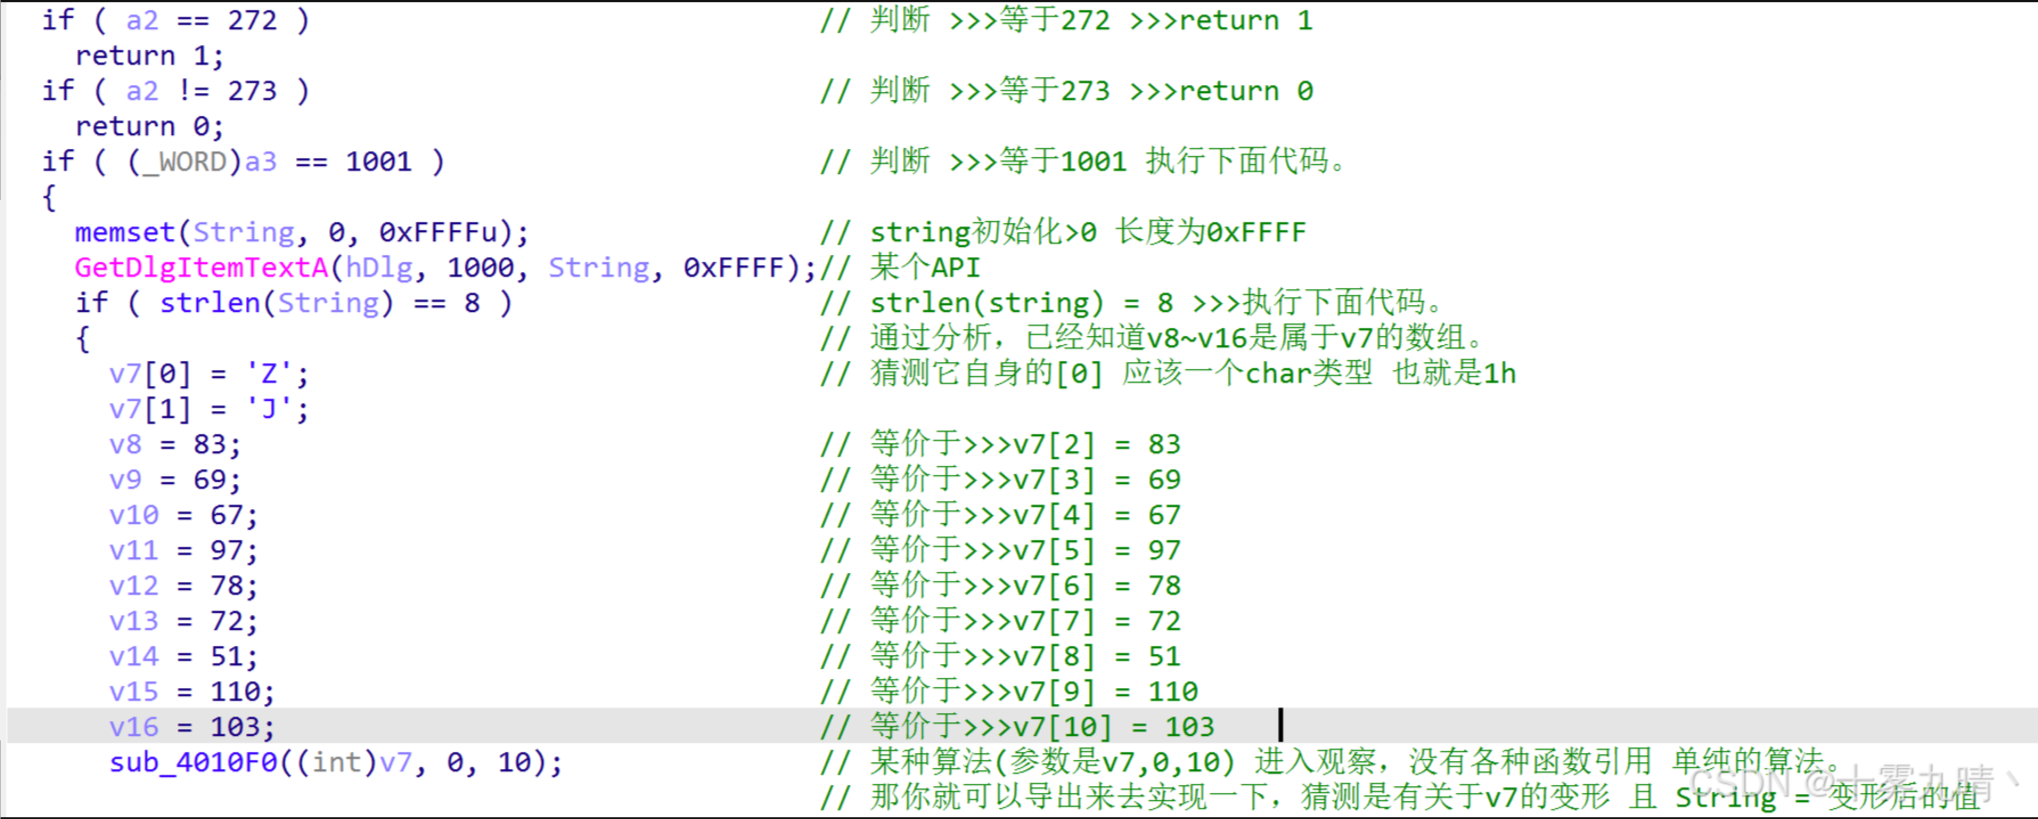 if ( a2 == 272 ) // 判断 >>>等于272 >>>return 1
return 1;
if ( a2 != 273 ) // 判断 >>>等于273 >>>return 0
return 0;
if ( (_WORD)a3 == 1001 ) // 判断 >>>等于1001 执行下面代码。
{
memset(String, 0, 0xFFFFu); // string初始化>0 长度为0xFFFF
GetDlgItemTextA(hDlg, 1000, String, 0xFFFF);// 某个API
if ( strlen(String) == 8 ) // strlen(string) = 8 >>>执行下面代码。
{ // 通过分析，已经知道v8~v16是属于v7的数组。
v7[0] = 'Z'; // 猜测它自身的[0] 应该一个char类型 也就是1h
v7[1] = 'J';
v8 = 83; // 等价于>>>v7[2] = 83
v9 = 69; // 等价于>>>v7[3] = 69
v10 = 67; // 等价于>>>v7[4] = 67
v11 = 97; // 等价于>>>v7[5] = 97
v12 = 78; // 等价于>>>v7[6] = 78
v13 = 72; // 等价于>>>v7[7] = 72
v14 = 51; // 等价于>>>v7[8] = 51
v15 = 110; // 等价于>>>v7[9] = 110
v16 = 103; // 等价于>>>v7[10] = 103
sub_4010F0((int)v7, 0, 10); // 某种算法(参数是v7,0,10) 进入观察，没有各种函数引用 单纯的算法。
// 那你就可以导出来去实现一下，猜测是有关于v7的变形 且 String = 变形后的值
CSDN @十雾九晴丶